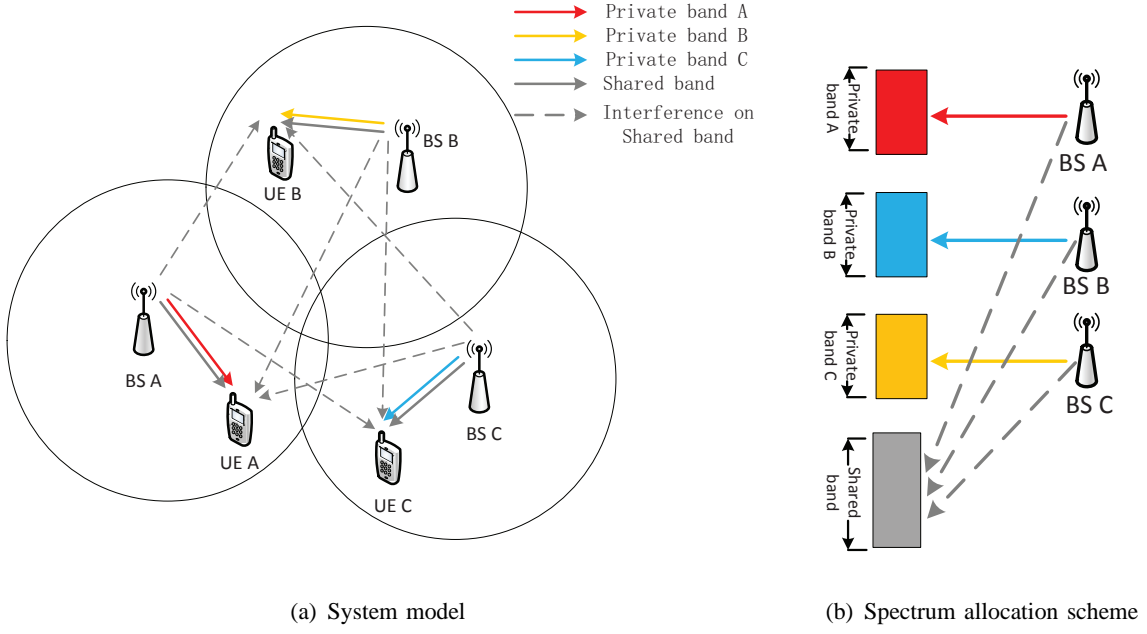 Private band A
Private band B
Private band C
Shared band
Interference on
Shared band
BS B
UE B
BS A
UE A
BS C
UE C
(a) System model
Private
band A
BS A
Private
band B
BS B
Private
band C
BS C
Shared
band
(b) Spectrum allocation scheme